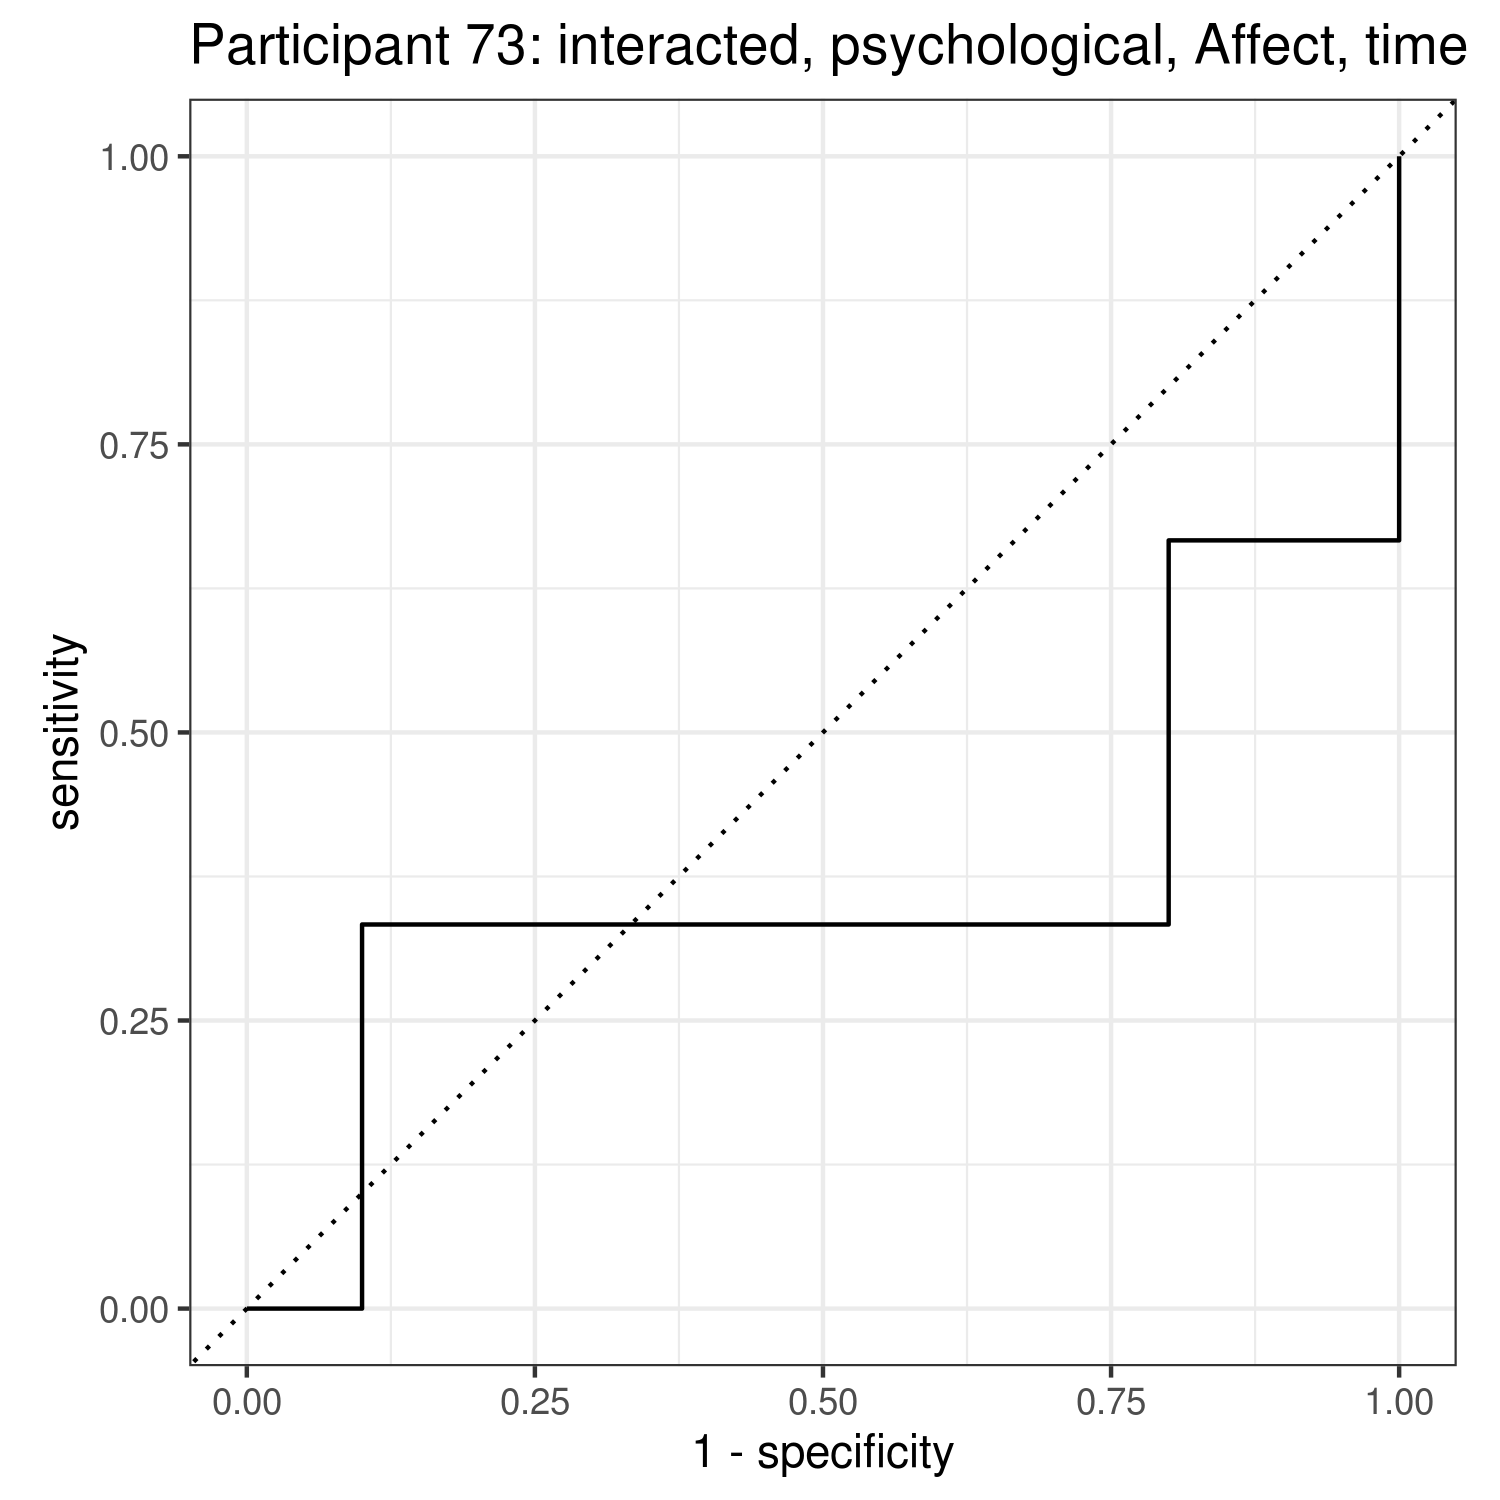 Participant 73: interacted, psychological, Affect, time
1.00
0.75
0.50
0.25
0.00
sensitivity
0.00 0.25 0.50 0.75 1.00
1 - specificity